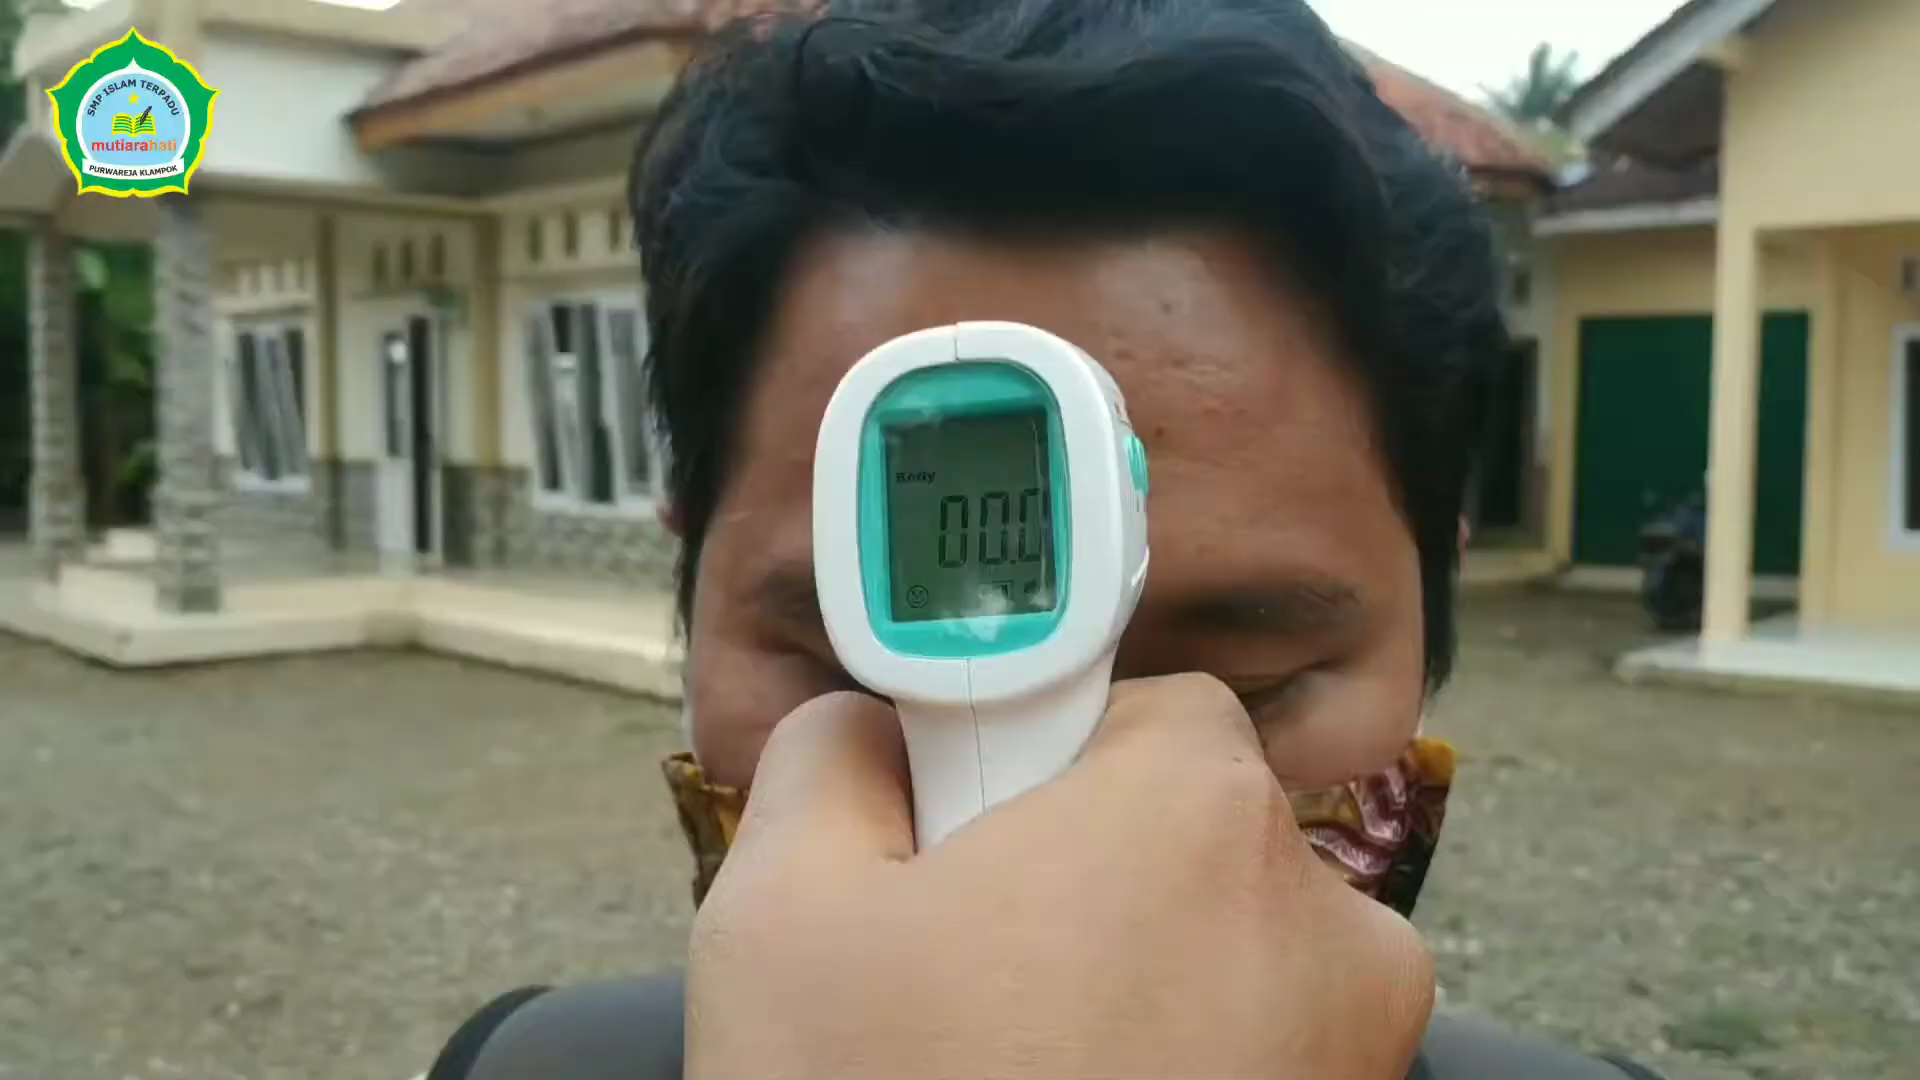 SMP ISLAM TERPADU
mutiarahati
PURWAREJA KLAMPOK
Body
00.0